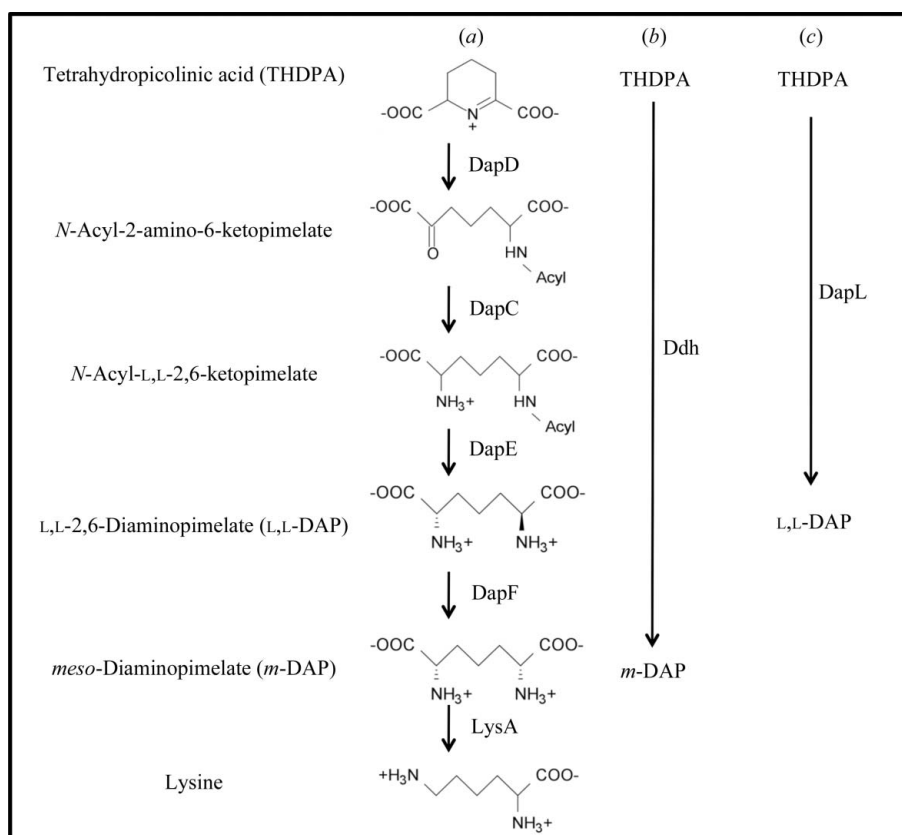 (a) (b) (c)
Tetrahydropicolinic acid (THDPA) THDPA THDPA
-OOC N COO-
+
DapD
-OOC COO-
N-Acyl-2-amino-6-ketopimelate
O HN
Acyl
DapC
DapL
Ddh
-OOC COO-
N-Acyl-L,L-2,6-ketopimelate
NH3+ HN
Acyl
DapE
-OOC COO-
L,L-2,6-Diaminopimelate (L,L-DAP) L,L-DAP
NH3+ NH3+
DapF
-OOC COO-
meso-Diaminopimelate (m-DAP) m-DAP
NH3+ NH3+
LysA
Lysine +H3N COO-
NH3+